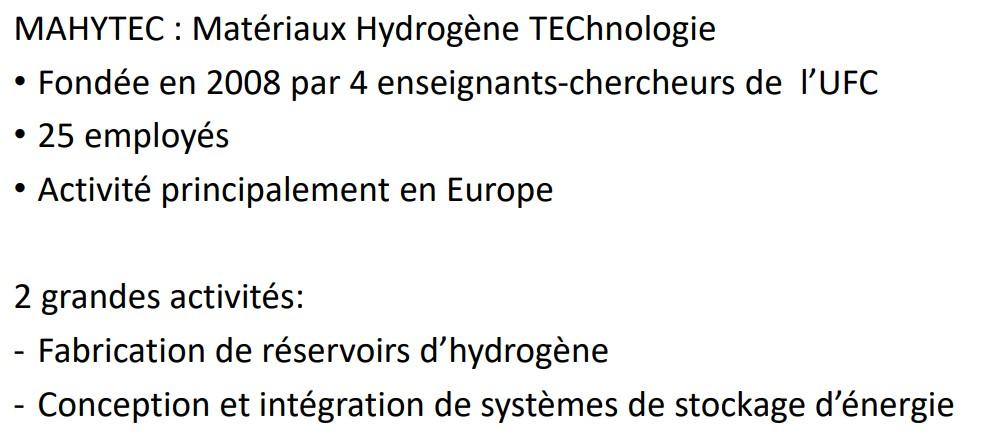 MAHYTEC : Matériaux Hydrogène TEChnologie
• Fondée en 2008 par 4 enseignants-chercheurs de  l’UFC
• 25 employés
• Activité principalement en Europe
2 grandes activités:
- Fabrication de réservoirs d’hydrogène
- Conception et intégration de systèmes de stockage d’énergie